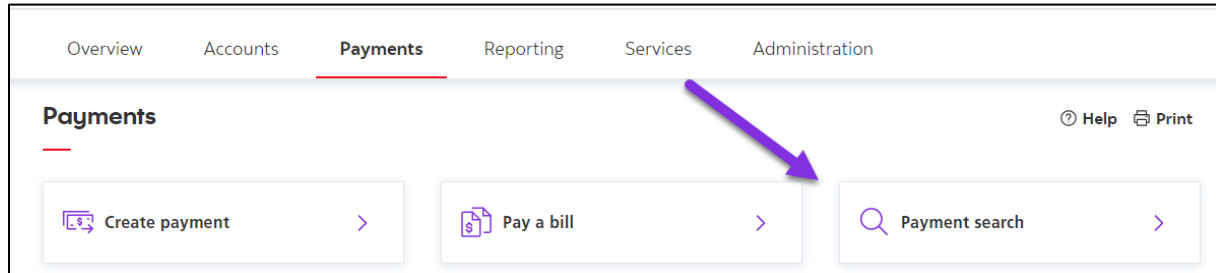 Overview Accounts Payments Reporting Services Administration
Payments
Help Print
Create payment
Pay a bill
Payment search